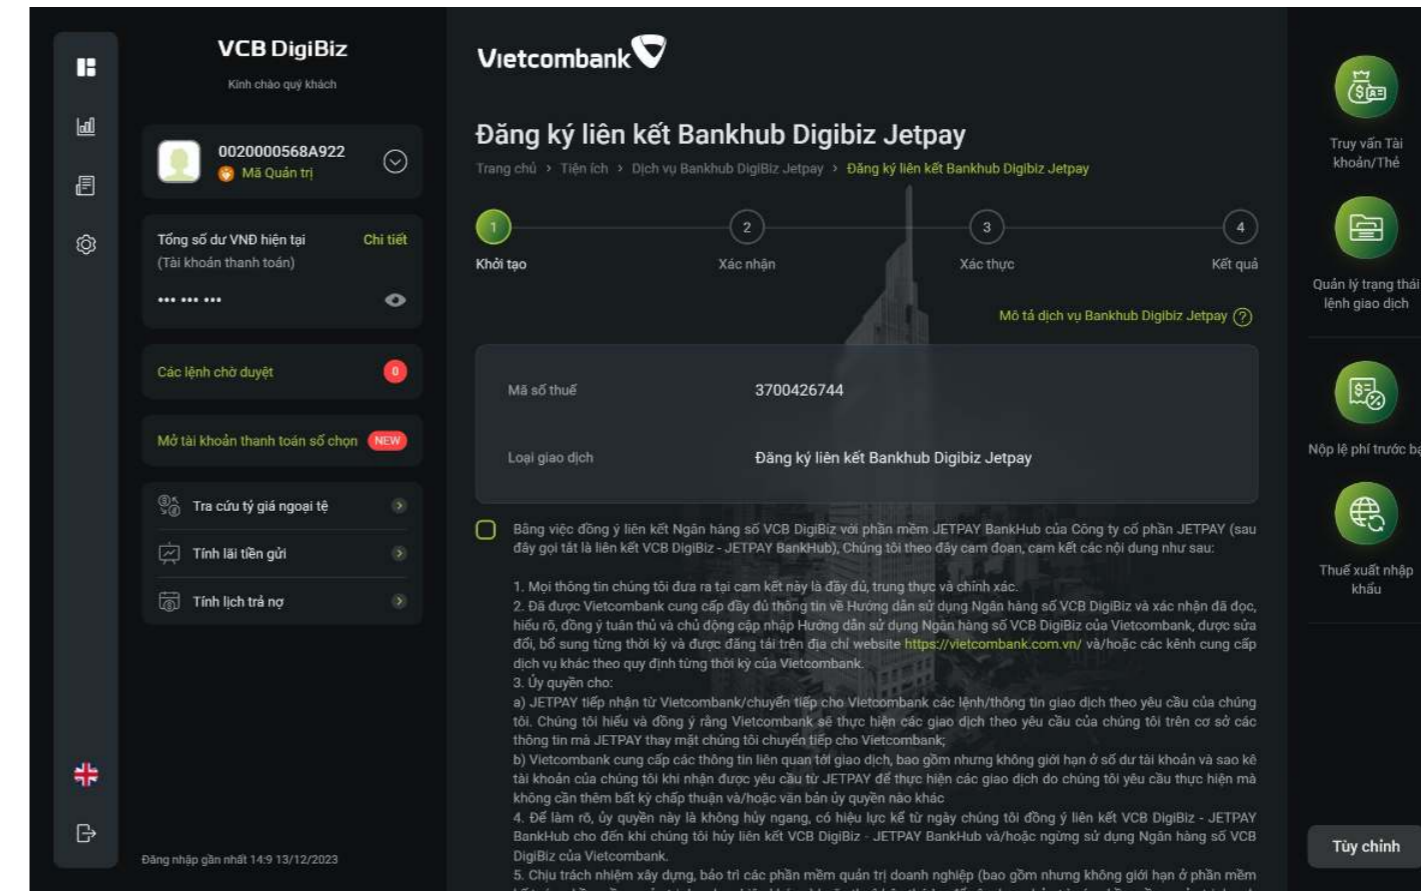 VCB DigiBiz
Kính chào quý khách
0020000568A922
Mã Quản trị
Tổng số dư VNĐ hiện tại
Chi tiết
(Tài khoản thanh toán)
••• ••• •••
Các lệnh chờ duyệt
0
Mở tài khoản thanh toán số chọn
NEW
Tra cứu tỷ giá ngoại tệ
Tính lãi tiền gửi
Tính lịch trả nợ
Đăng nhập gần nhất 14:9 13/12/2023
Vietcombank
Đăng ký liên kết Bankhub Digibiz Jetpay
Trang chủ > Tiện ích > Dịch vụ Bankhub DigiBiz Jetpay > Đăng ký liên kết Bankhub Digibiz Jetpay
1
2
3
4
Khởi tạo
Xác nhận
Xác thực
Kết quả
Mô tả dịch vụ Bankhub Digibiz Jetpay ?
Mã số thuế
3700426744
Loại giao dịch
Đăng ký liên kết Bankhub Digibiz Jetpay
Bằng việc đồng ý liên kết Ngân hàng số VCB DigiBiz với phần mềm JETPAY BankHub của Công ty cổ phần JETPAY (sau
đây gọi tắt là liên kết VCB DigiBiz - JETPAY BankHub), Chúng tôi theo đây cam đoan, cam kết các nội dung như sau:
1. Mọi thông tin chúng tôi đưa ra tại cam kết này là đầy đủ, trung thực và chính xác.
2. Đã được Vietcombank cung cấp đầy đủ thông tin về Hướng dẫn sử dụng Ngân hàng số VCB DigiBiz và xác nhận đã đọc,
hiểu rõ, đồng ý tuân thủ và chủ động cập nhập Hướng dẫn sử dụng Ngân hàng số VCB DigiBiz của Vietcombank, được sửa
đổi, bổ sung từng thời kỳ và được đăng tải trên địa chỉ website https://vietcombank.com.vn/ và/hoặc các kênh cung cấp
dịch vụ khác theo quy định từng thời kỳ của Vietcombank.
3. Ủy quyền cho:
a) JETPAY tiếp nhận từ Vietcombank/chuyển tiếp cho Vietcombank các lệnh/thông tin giao dịch theo yêu cầu của chúng
tôi. Chúng tôi hiểu và đồng ý rằng Vietcombank sẽ thực hiện các giao dịch theo yêu cầu của chúng tôi trên cơ sở các
thông tin mà JETPAY thay mặt chúng tôi chuyển tiếp cho Vietcombank;
b) Vietcombank cung cấp các thông tin liên quan tới giao dịch, bao gồm nhưng không giới hạn ở số dư tài khoản và sao kê
tài khoản của chúng tôi khi nhận được yêu cầu từ JETPAY để thực hiện các giao dịch do chúng tôi yêu cầu thực hiện mà
không cần thêm bất kỳ chấp thuận và/hoặc văn bản ủy quyền nào khác
4. Để làm rõ, ủy quyền này là không hủy ngang, có hiệu lực kể từ ngày chúng tôi đồng ý liên kết VCB DigiBiz - JETPAY
BankHub cho đến khi chúng tôi hủy liên kết VCB DigiBiz - JETPAY BankHub và/hoặc ngừng sử dụng Ngân hàng số VCB
DigiBiz của Vietcombank.
5. Chịu trách nhiệm xây dựng, bảo trì các phần mềm quản trị doanh nghiệp (bao gồm nhưng không giới hạn ở phần mềm
Truy vấn Tài
khoản/Thẻ
Quản lý trạng thái
lệnh giao dịch
Nộp lệ phí trước bạ
Thuế xuất nhập
khẩu
Tùy chỉnh